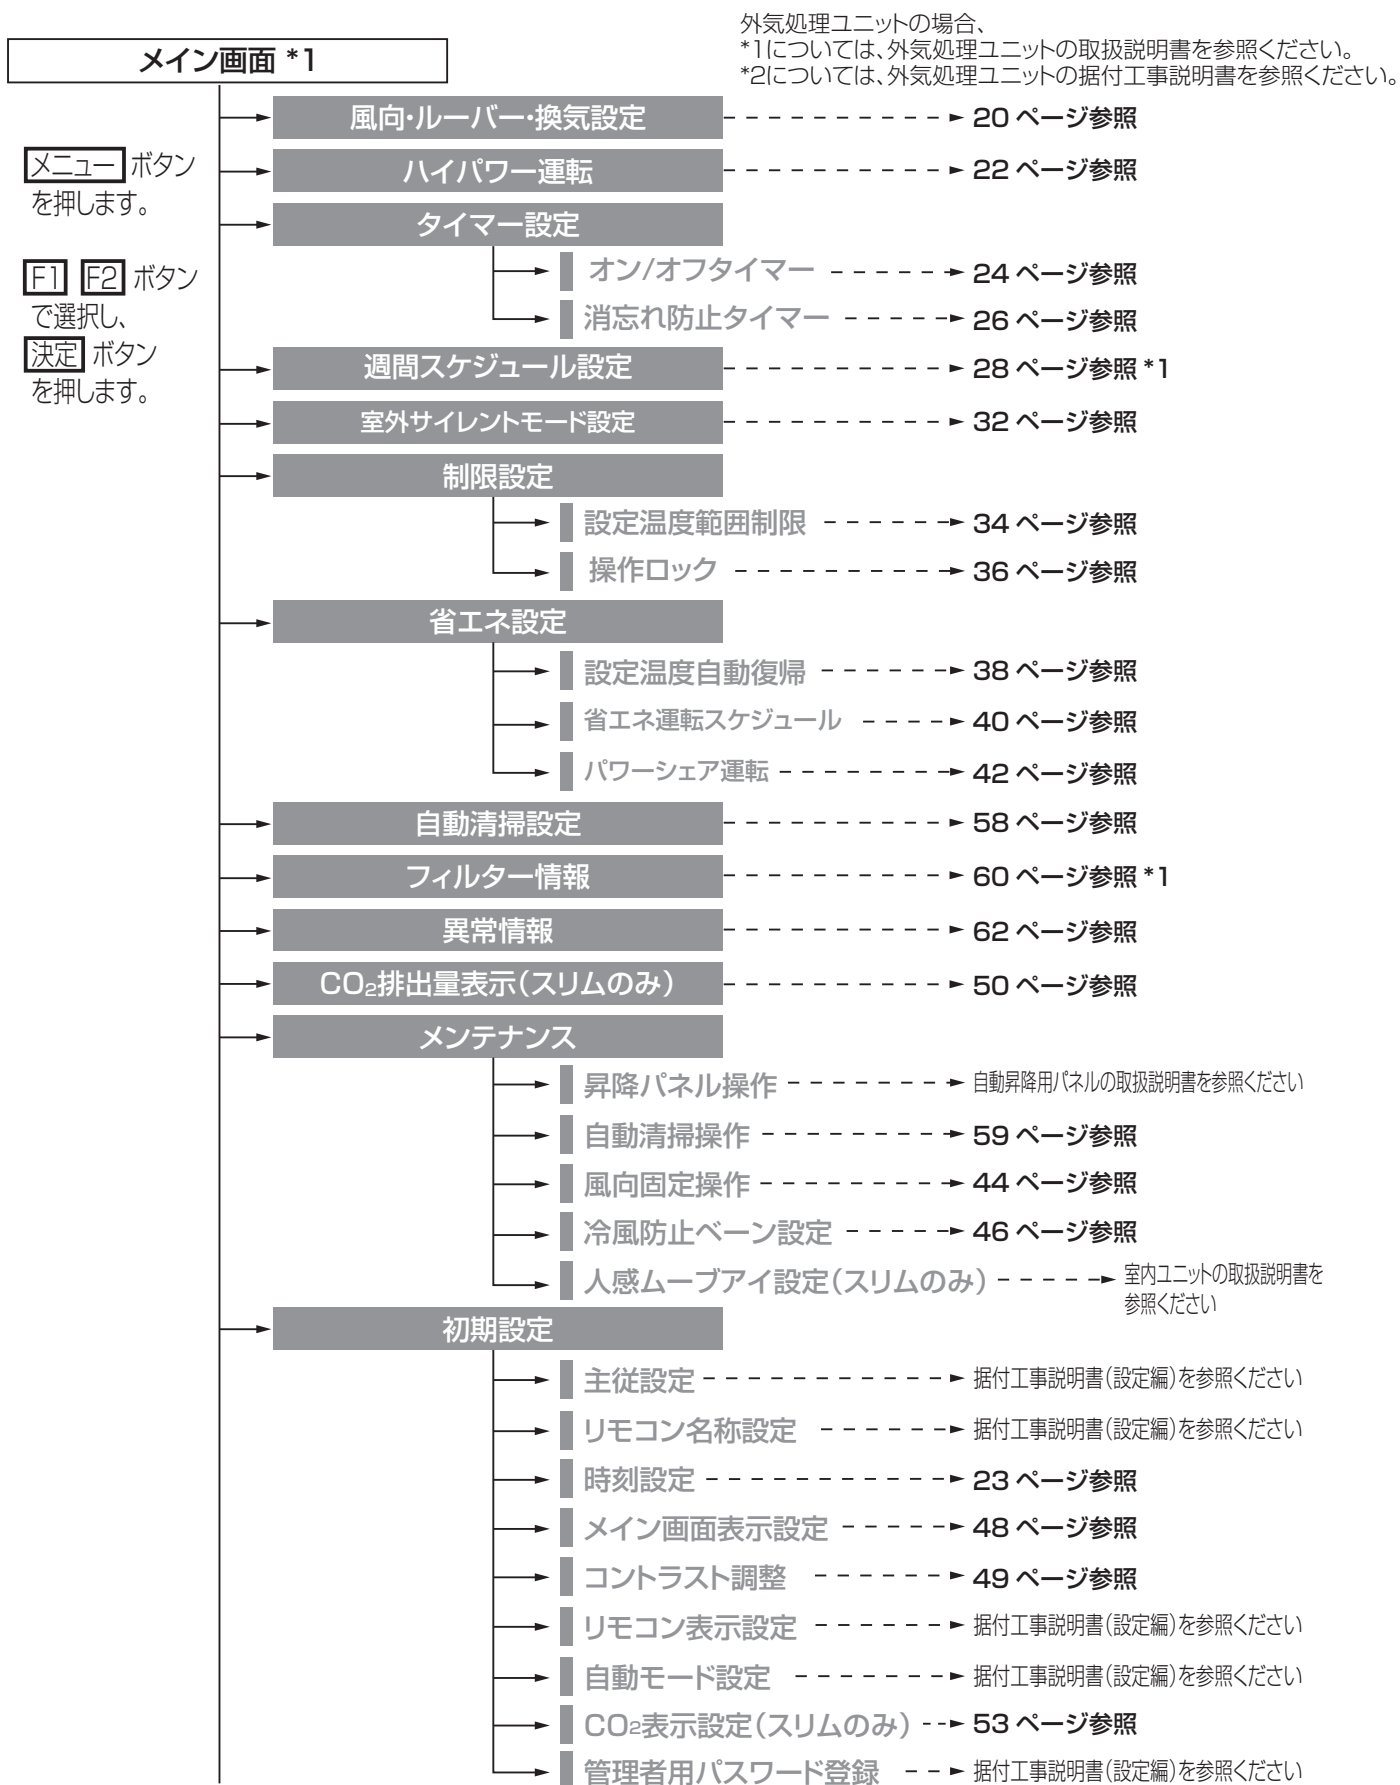 外気処理ユニットの場合、
*1については、外気処理ユニットの取扱説明書を参照ください。
*2については、外気処理ユニットの据付工事説明書を参照ください。
メイン画面 *1
メニュー ボタン
を押します。
F1 F2 ボタン
で選択し、
決定 ボタン
を押します。
風向・ルーバー・換気設定 20 ページ参照
ハイパワー運転 22 ページ参照
タイマー設定
オン/オフタイマー 24 ページ参照
消忘れ防止タイマー 26 ページ参照
週間スケジュール設定 28 ページ参照 *1
室外サイレントモード設定 32 ページ参照
制限設定
設定温度範囲制限 34 ページ参照
操作ロック 36 ページ参照
省エネ設定
設定温度自動復帰 38 ページ参照
省エネ運転スケジュール 40 ページ参照
パワーシェア運転 42 ページ参照
自動清掃設定 58 ページ参照
フィルター情報 60 ページ参照 *1
異常情報 62 ページ参照
CO₂排出量表示(スリムのみ) 50 ページ参照
メンテナンス
昇降パネル操作 自動昇降用パネルの取扱説明書を参照ください
自動清掃操作 59 ページ参照
風向固定操作 44 ページ参照
冷風防止ベーン設定 46 ページ参照
人感ムーブアイ設定(スリムのみ) 室内ユニットの取扱説明書を
参照ください
初期設定
主従設定 据付工事説明書(設定編)を参照ください
リモコン名称設定 据付工事説明書(設定編)を参照ください
時刻設定 23 ページ参照
メイン画面表示設定 48 ページ参照
コントラスト調整 49 ページ参照
リモコン表示設定 据付工事説明書(設定編)を参照ください
自動モード設定 据付工事説明書(設定編)を参照ください
CO₂表示設定(スリムのみ) 53 ページ参照
管理者用パスワード登録 据付工事説明書(設定編)を参照ください